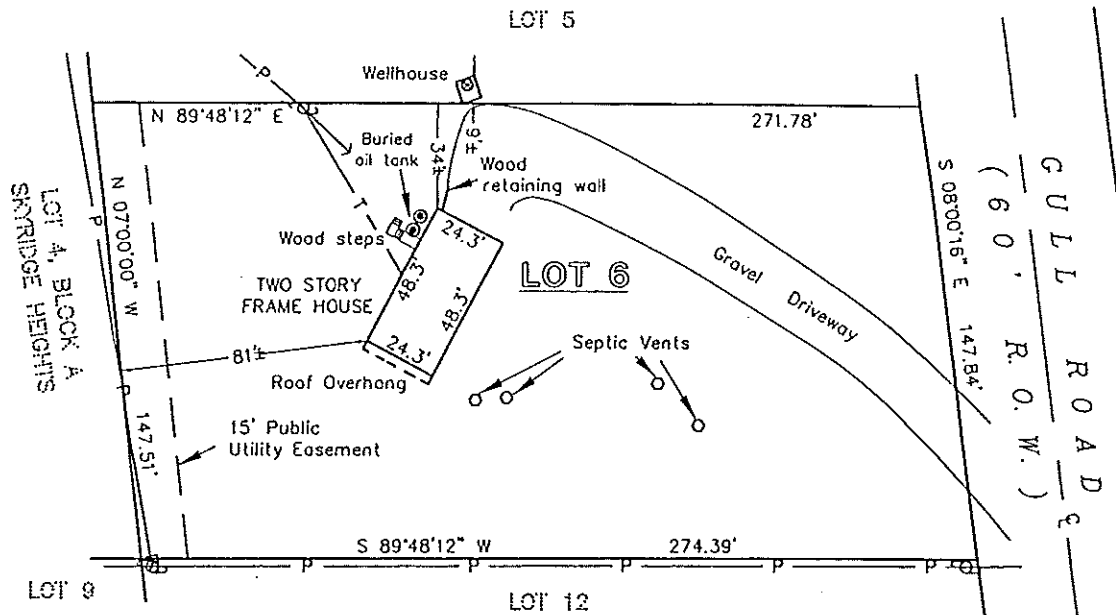 LOT 5
P
Wellhouse
N 89°48'12" E
271.78'
Buried
oil tank
34'±
9'±
Wood
retaining wall
N 07°00'00" W
P
LOT 4, BLOCK A
SKYRIDGE HEIGHTS
T
Wood steps
24.3'
TWO STORY
FRAME HOUSE
48.3'
48.3'
LOT 6
Gravel
Driveway
S 08°00'16" E
147.84'
GULL ROAD
( 60' R.O.W. )
81'±
24.3'
Roof Overhang
Septic Vents
P
147.51'
15' Public
Utility Easement
S 89°48'12" W
274.39'
P
P
P
P
P
P
LOT 9
LOT 12